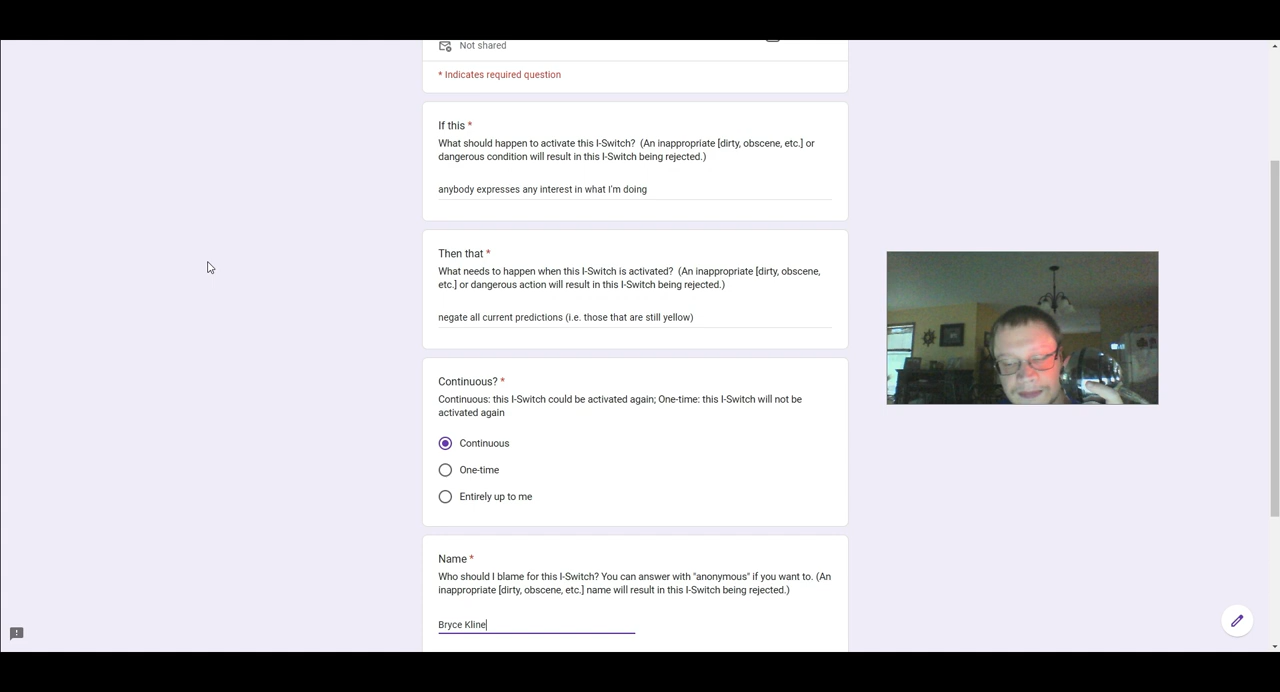 Not shared
* Indicates required question
If this *
What should happen to activate this I-Switch?  (An inappropriate [dirty, obscene, etc.] or
dangerous condition will result in this I-Switch being rejected.)
anybody expresses any interest in what I'm doing
Then that *
What needs to happen when this I-Switch is activated?  (An inappropriate [dirty, obscene,
etc.] or dangerous action will result in this I-Switch being rejected.)
negate all current predictions (i.e. those that are still yellow)
Continuous? *
Continuous: this I-Switch could be activated again; One-time: this I-Switch will not be
activated again
Continuous
One-time
Entirely up to me
Name *
Who should I blame for this I-Switch? You can answer with "anonymous" if you want to. (An
inappropriate [dirty, obscene, etc.] name will result in this I-Switch being rejected.)
Bryce Kline